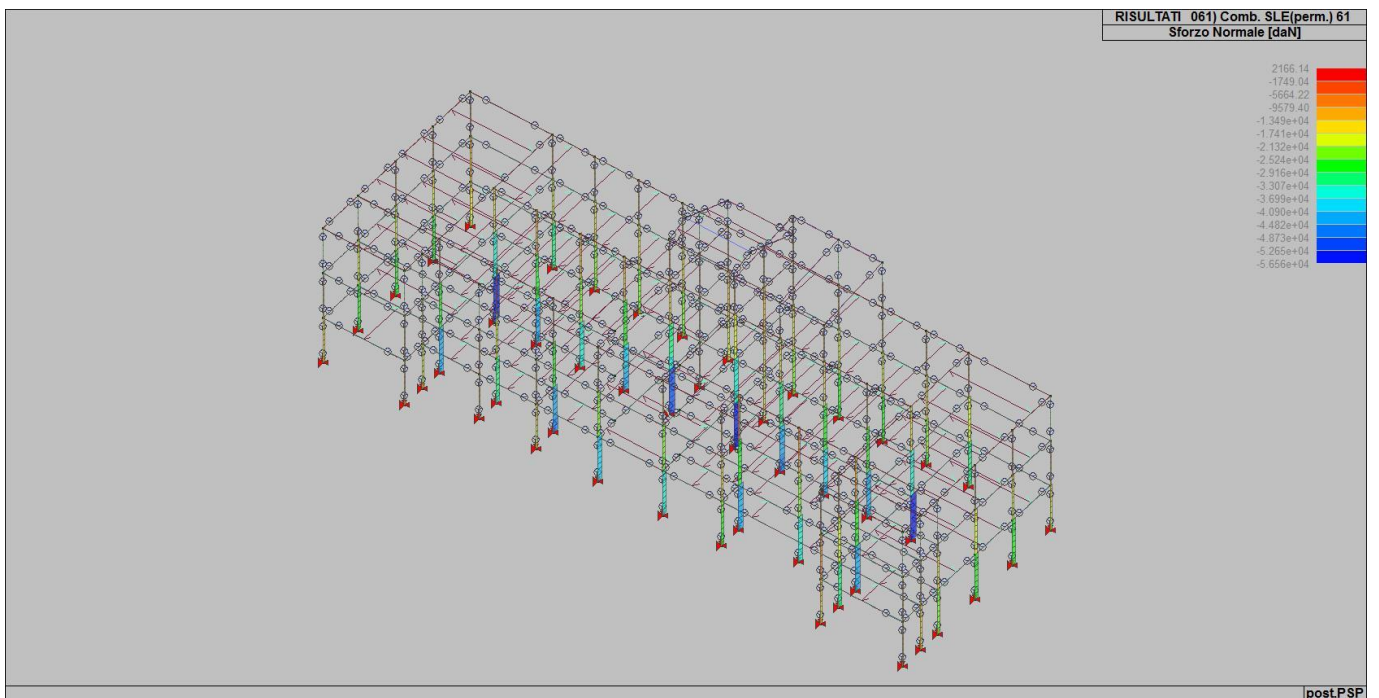 RISULTATI 061) Comb. SLE(perm.) 61
Sforzo Normale [daN]
2166.14
-1749.04
-5664.22
-9579.40
-1.349e+04
-1.741e+04
-2.132e+04
-2.524e+04
-2.916e+04
-3.307e+04
-3.699e+04
-4.090e+04
-4.482e+04
-4.873e+04
-5.265e+04
-5.656e+04
post.PSP